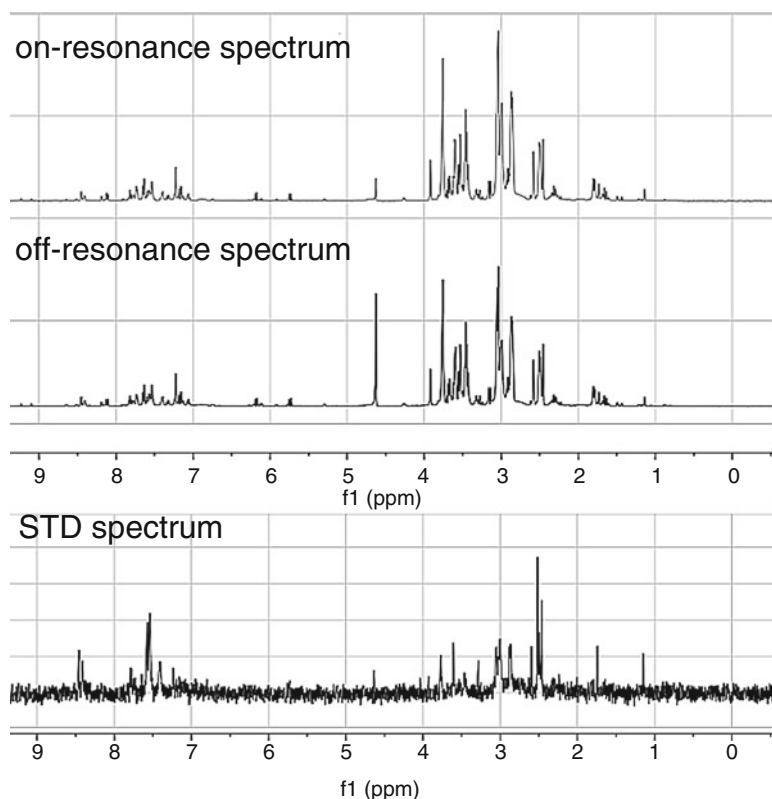 on-resonance spectrum
off-resonance spectrum
9 8 7 6 5 4 3 2 1 0
f1 (ppm)
STD spectrum
9 8 7 6 5 4 3 2 1 0
f1 (ppm)